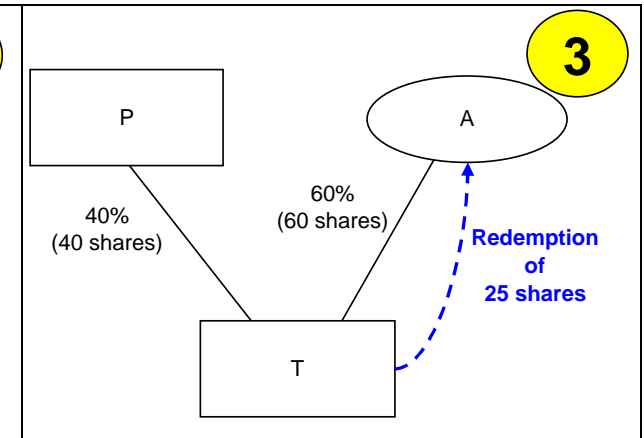 3
P
A
40%
(40 shares)
60%
(60 shares)
Redemption
of
25 shares
T